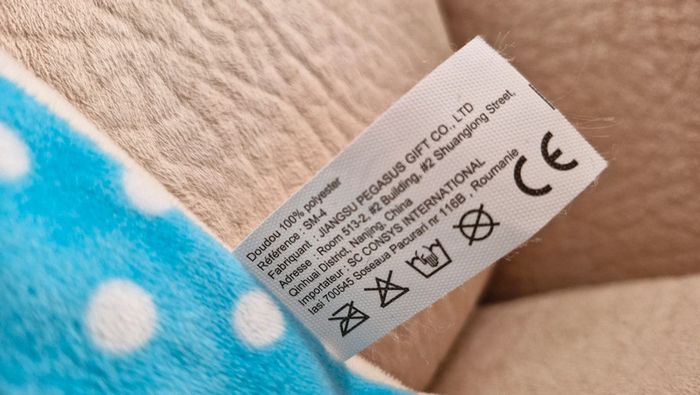 Doudou 100% polyester
Référence : SM-4
Fabriquant : JIANGSU PEGASUS GIFT CO., LTD
Adresse : Room 513-2, #2 Building, #2 Shuanglong Street,
Qinhuai District, Nanjing, China
Importateur : SC CONSYS INTERNATIONAL
Iasi 700545 Soseaua Pacurari nr 116B , Roumanie
CE